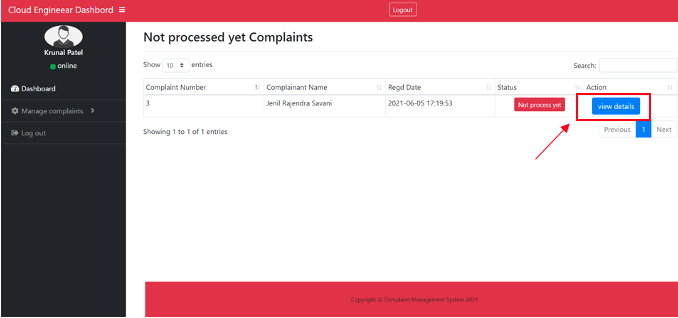 Cloud Engineear Dashbord
Logout
Krunal Patel
online
Dashboard
Manage complaints
Log out
Not processed yet Complaints
Show 10 entries
Search:
Complaint Number Complainant Name Regd Date Status Action
3 Jenil Rajendra Savani 2021-06-05 17:19:53 Not process yet view details
Showing 1 to 1 of 1 entries
Previous 1 Next
Copyright © Complaint Management System 2021